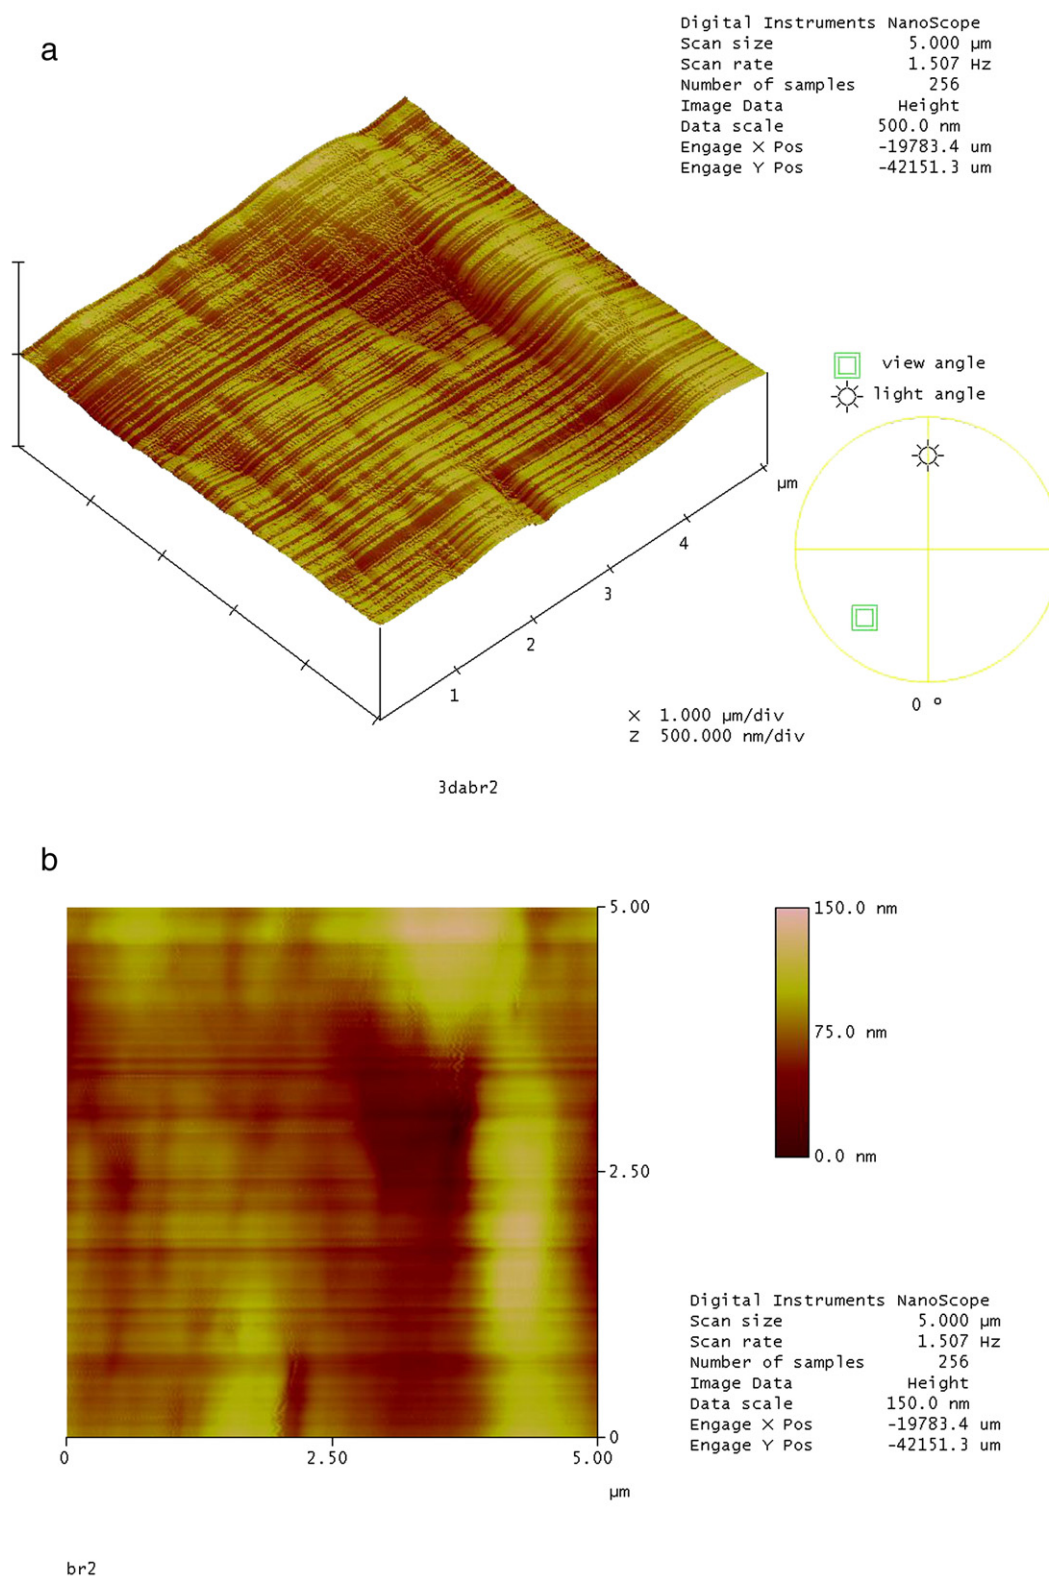 a
Digital Instruments NanoScope
Scan size 5.000 µm
Scan rate 1.507 Hz
Number of samples 256
Image Data Height
Data scale 500.0 nm
Engage X Pos -19783.4 um
Engage Y Pos -42151.3 um
view angle
light angle
µm
4
3
2
1
0 º
X 1.000 µm/div
Z 500.000 nm/div
3dabr2
b
5.00
2.50
0
0 2.50 5.00
µm
150.0 nm
75.0 nm
0.0 nm
Digital Instruments NanoScope
Scan size 5.000 µm
Scan rate 1.507 Hz
Number of samples 256
Image Data Height
Data scale 150.0 nm
Engage X Pos -19783.4 um
Engage Y Pos -42151.3 um
br2